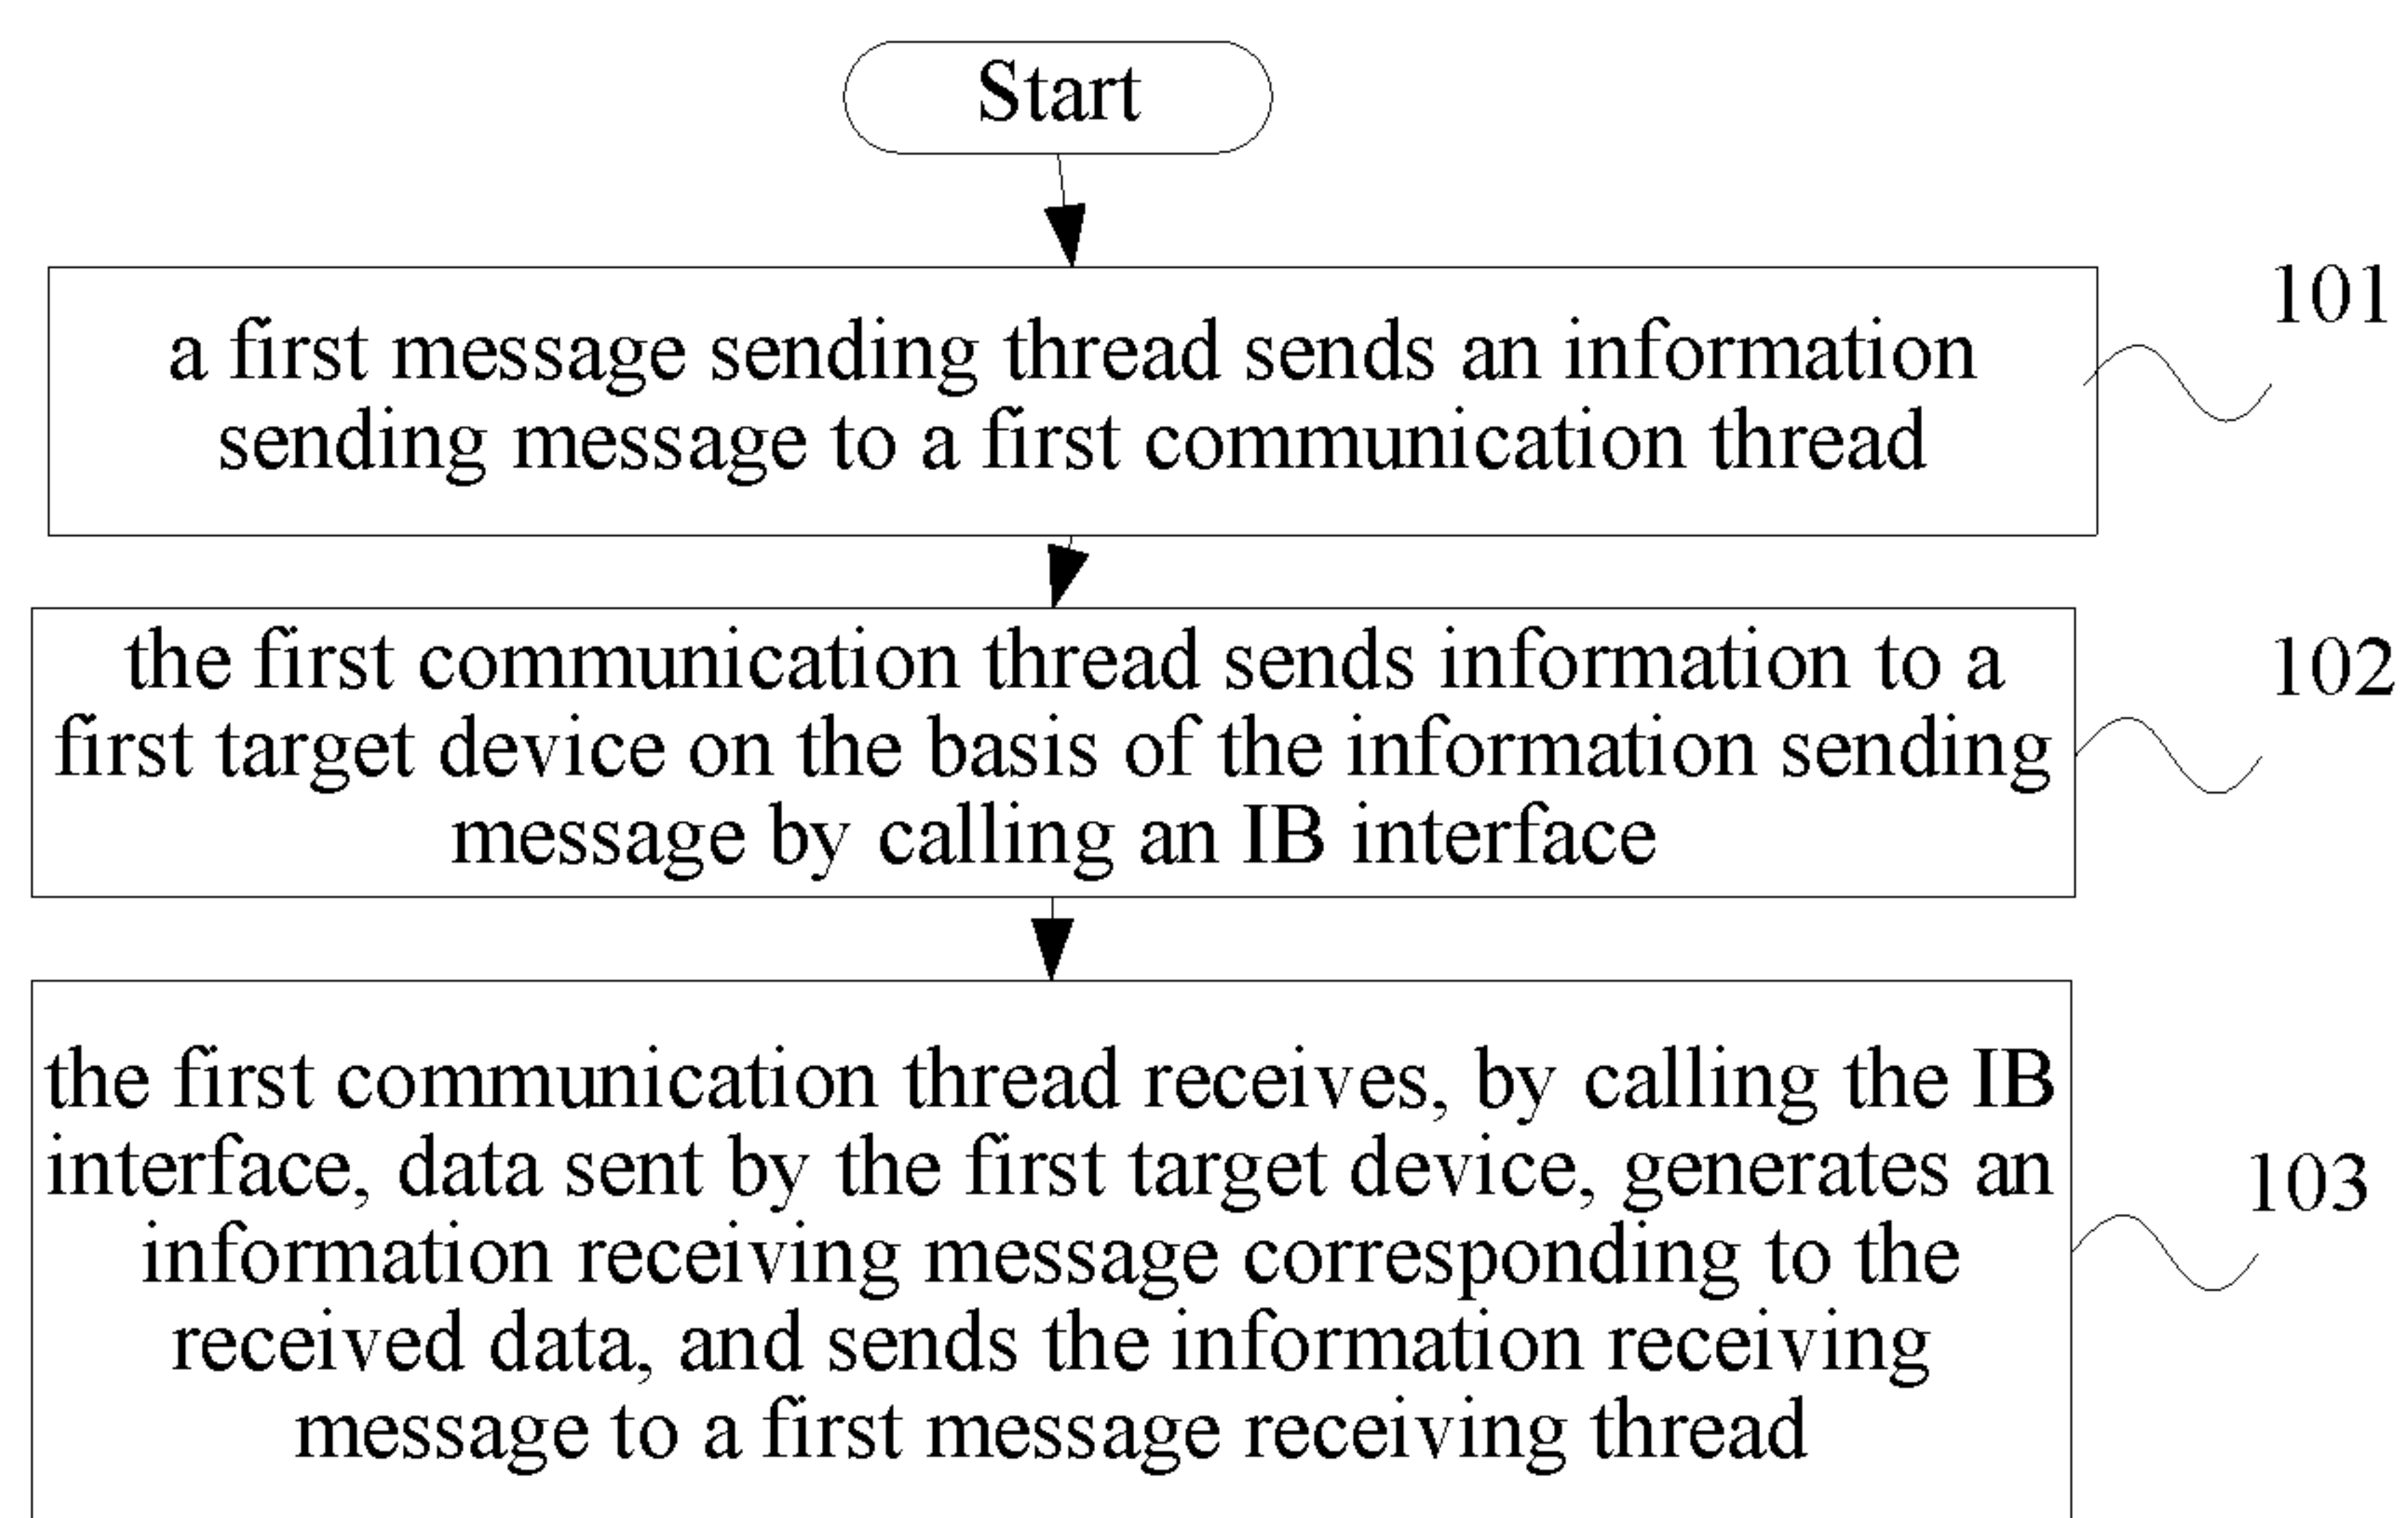 Start
101
a first message sending thread sends an information
sending message to a first communication thread
102
the first communication thread sends information to a
first target device on the basis of the information sending
message by calling an IB interface
103
the first communication thread receives, by calling the IB
interface, data sent by the first target device, generates an
information receiving message corresponding to the
received data, and sends the information receiving
message to a first message receiving thread